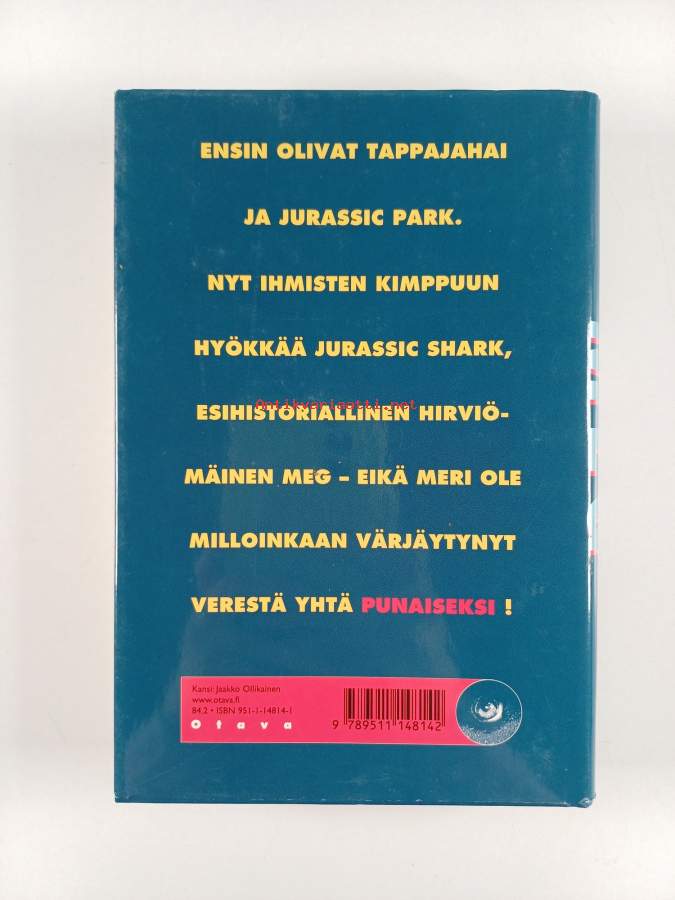 ENSIN OLIVAT TAPPAJAHAI
JA JURASSIC PARK.
NYT IHMISTEN KIMPPUUN
HYÖKKÄÄ JURASSIC SHARK,
Antikvariaatti.net
ESIHISTORIALLINEN HIRVIÖ-
MÄINEN MEG – EIKÄ MERI OLE
MILLOINKAAN VÄRJÄYTYNYT
VERESTÄ YHTÄ PUNAISEKSI !
Kansi: Jaakko Ollikainen
www.otava.fi
84.2 • ISBN 951-1-14814-1
Otava
9 789511 148142